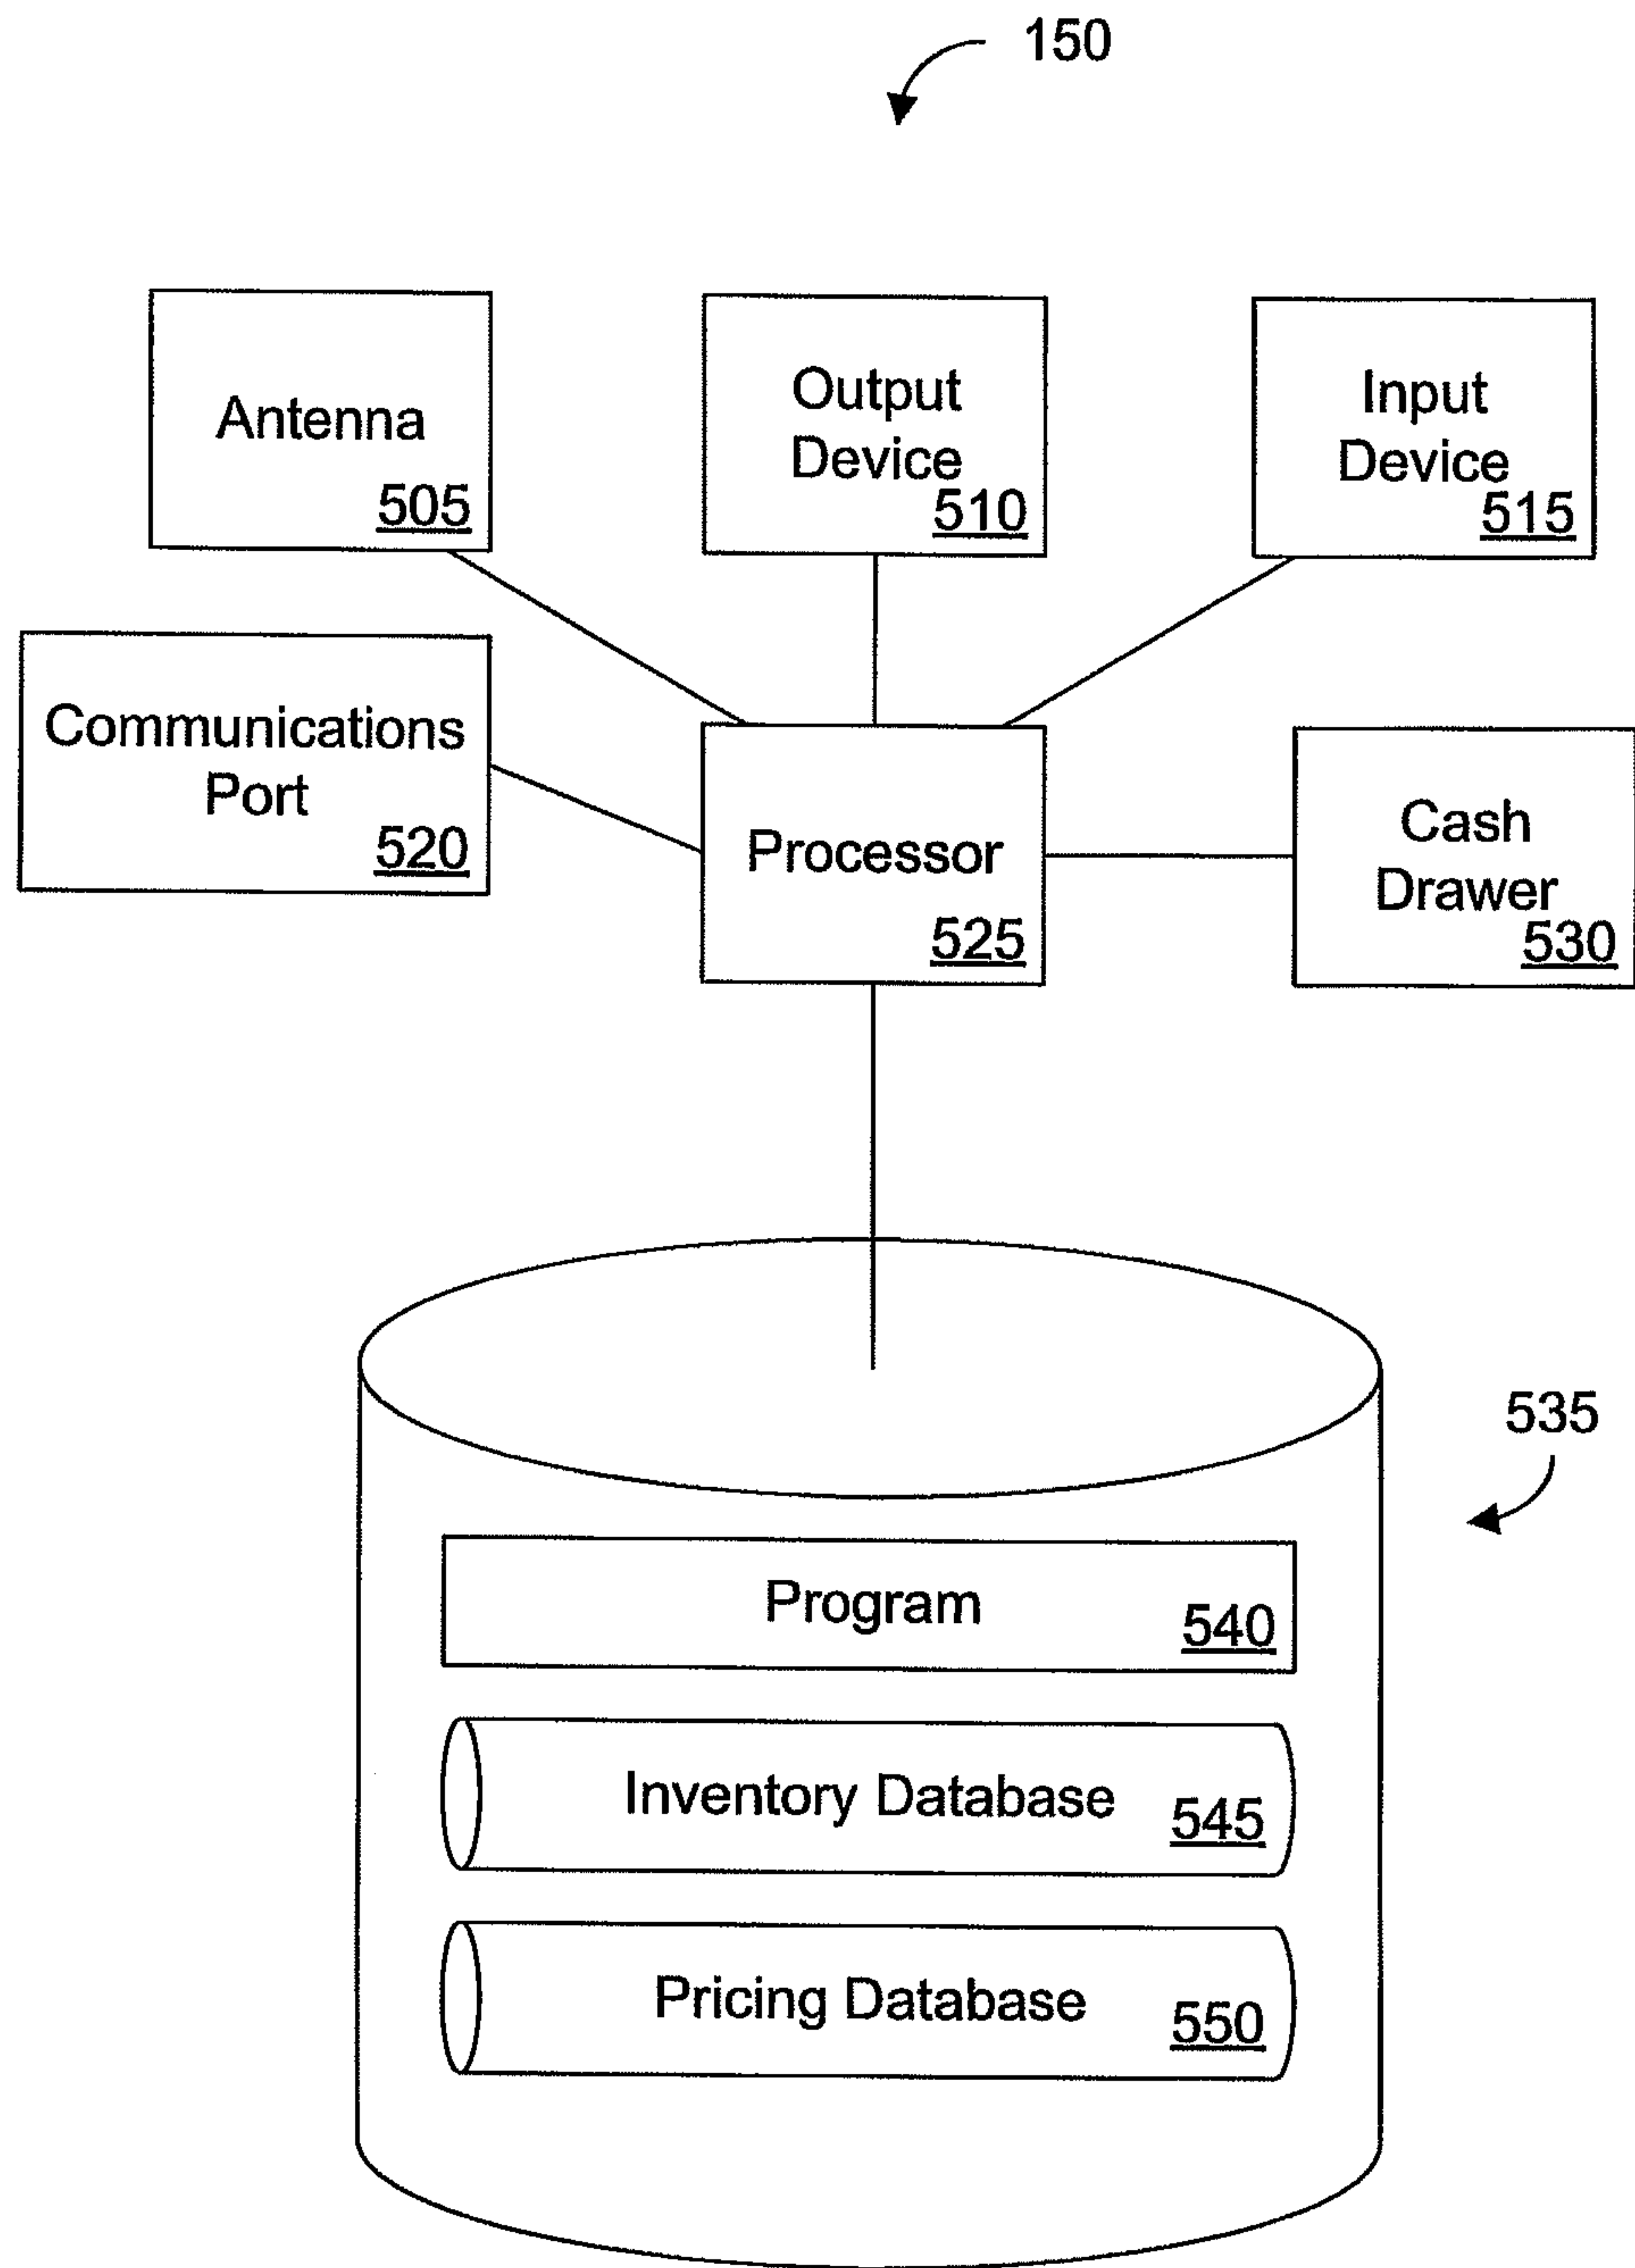 150
Antenna
505
Output
Device
510
Input
Device
515
Communications
Port
520
Processor
525
Cash
Drawer
530
535
Program
540
Inventory Database
545
Pricing Database
550